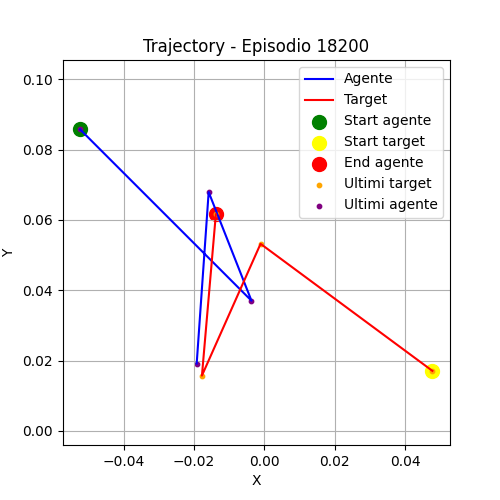 Trajectory - Episodio 18200
Agente
Target
Start agente
Start target
End agente
Ultimi target
Ultimi agente
0.10
0.08
0.06
0.04
0.02
0.00
Y
−0.04
−0.02
0.00
0.02
0.04
X